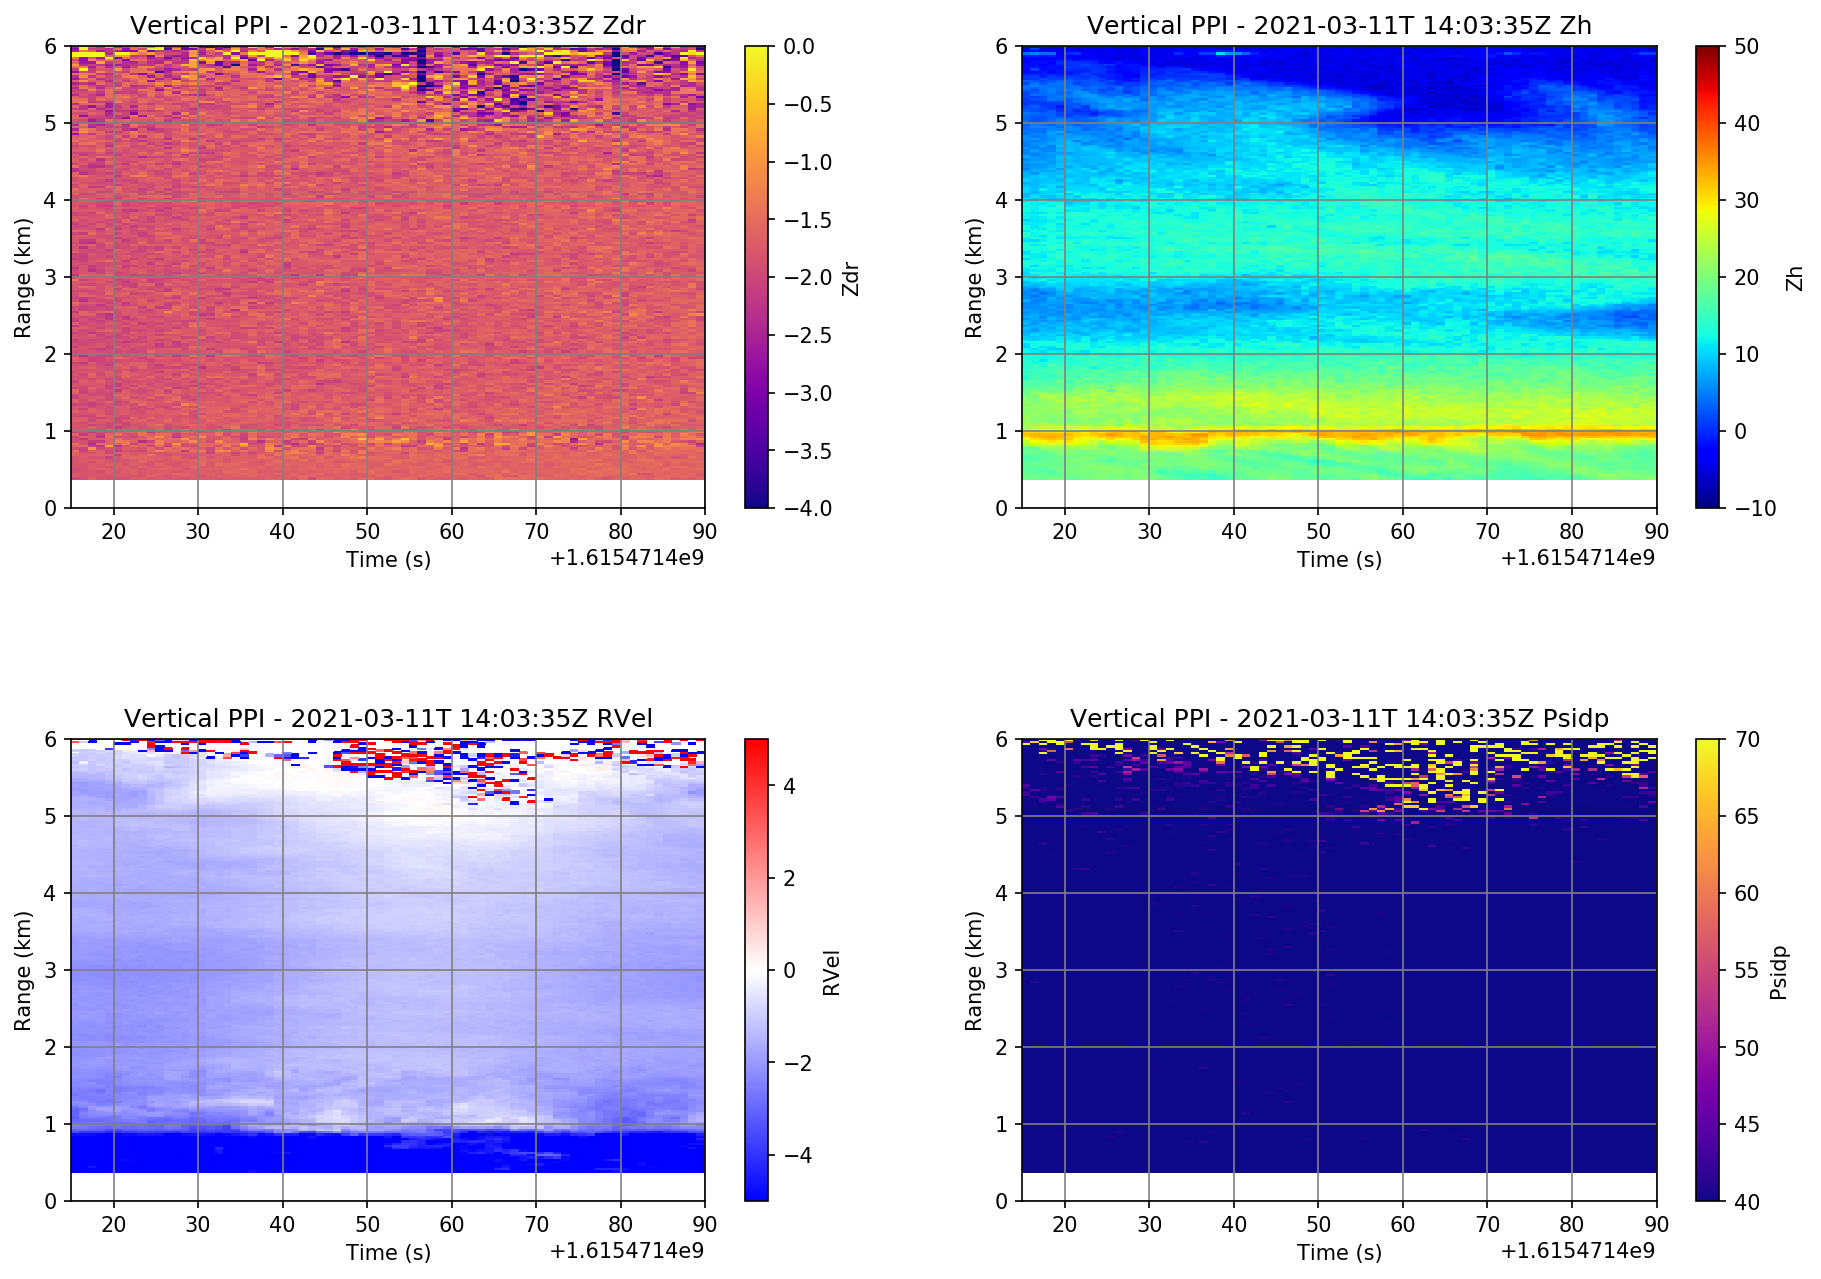 Vertical PPI - 2021-03-11T 14:03:35Z Zdr
6
5
4
3
2
1
0
Range (km)
20 30 40 50 60 70 80 90
Time (s)
+1.6154714e9
0.0
−0.5
−1.0
−1.5
−2.0
−2.5
−3.0
−3.5
−4.0
Zdr
Vertical PPI - 2021-03-11T 14:03:35Z Zh
6
5
4
3
2
1
0
Range (km)
20 30 40 50 60 70 80 90
Time (s)
+1.6154714e9
50
40
30
20
10
0
−10
Zh
Vertical PPI - 2021-03-11T 14:03:35Z RVel
6
5
4
3
2
1
0
Range (km)
20 30 40 50 60 70 80 90
Time (s)
+1.6154714e9
4
2
0
−2
−4
RVel
Vertical PPI - 2021-03-11T 14:03:35Z Psidp
6
5
4
3
2
1
0
Range (km)
20 30 40 50 60 70 80 90
Time (s)
+1.6154714e9
70
65
60
55
50
45
40
Psidp